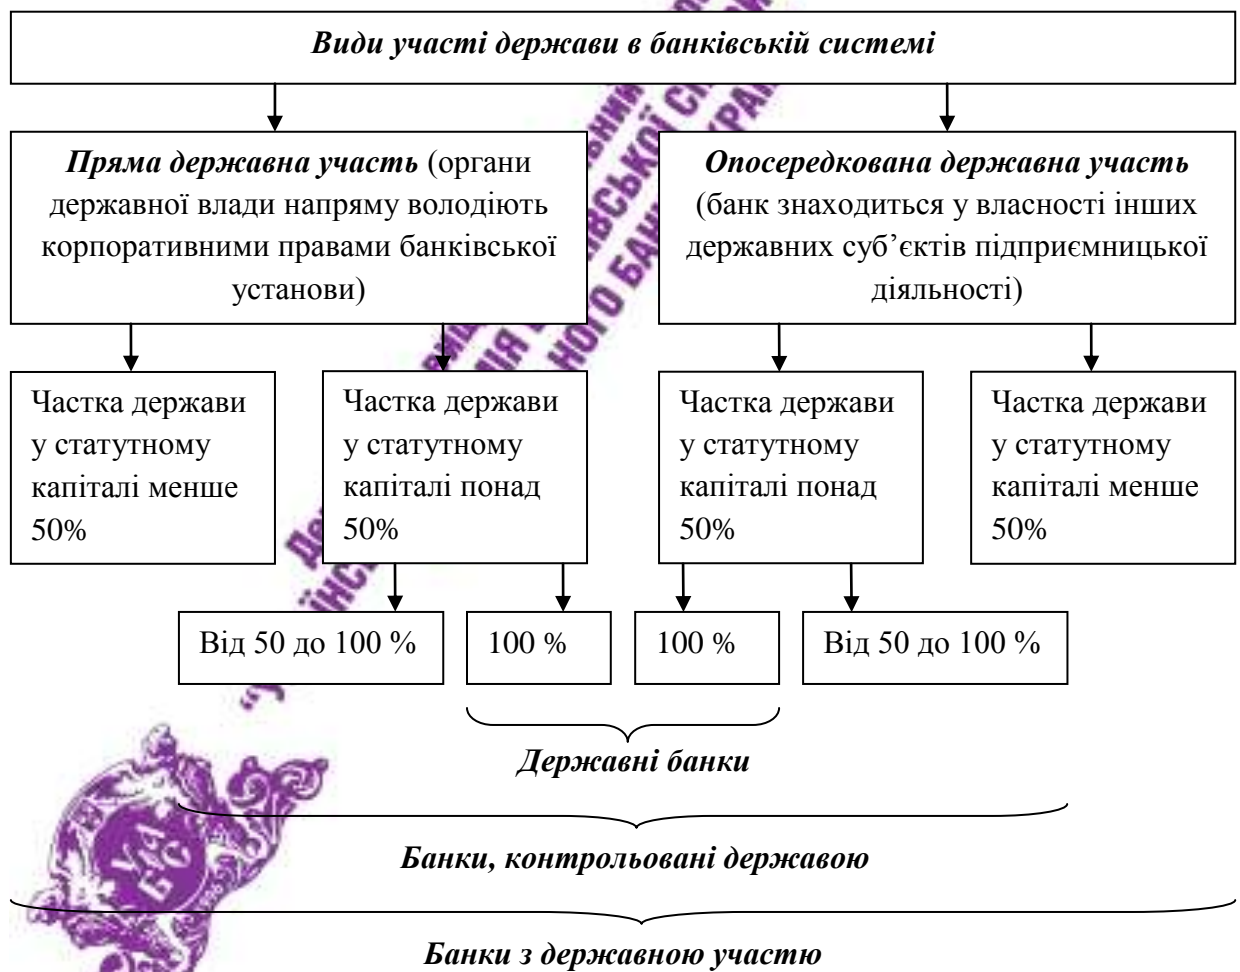 Види участі держави в банківській системі
Пряма державна участь (органи
державної влади напряму володіють
корпоративними правами банківської
установи)
Опосередкована державна участь
(банк знаходиться у власності інших
державних суб’єктів підприємницької
діяльності)
Частка держави
у статутному
капіталі менше
50%
Частка держави
у статутному
капіталі понад
50%
Частка держави
у статутному
капіталі понад
50%
Частка держави
у статутному
капіталі менше
50%
Від 50 до 100 %
100 %
100 %
Від 50 до 100 %
Державні банки
Банки, контрольовані державою
Банки з державною участю
УА
БС